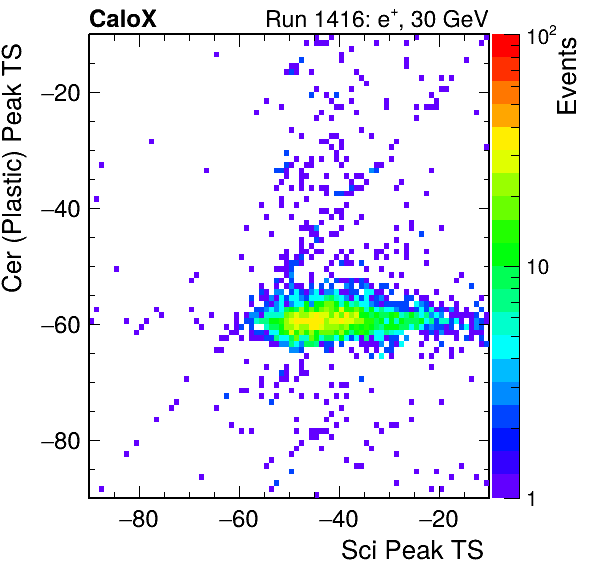 CaloX Run 1416: e⁺, 30 GeV
Cer (Plastic) Peak TS
−20
−40
−60
−80
−80 −60 −40 −20
Sci Peak TS
10²
10
1
Events